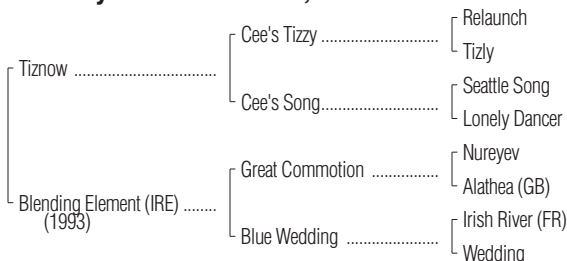 Relaunch
Cee's Tizzy ..............................
Tizly
Tiznow ....................................
Seattle Song
Cee's Song..............................
Lonely Dancer
Nureyev
Great Commotion .................
Alathea (GB)
Blending Element (IRE) ........
(1993)
Irish River (FR)
Blue Wedding .......................
Wedding